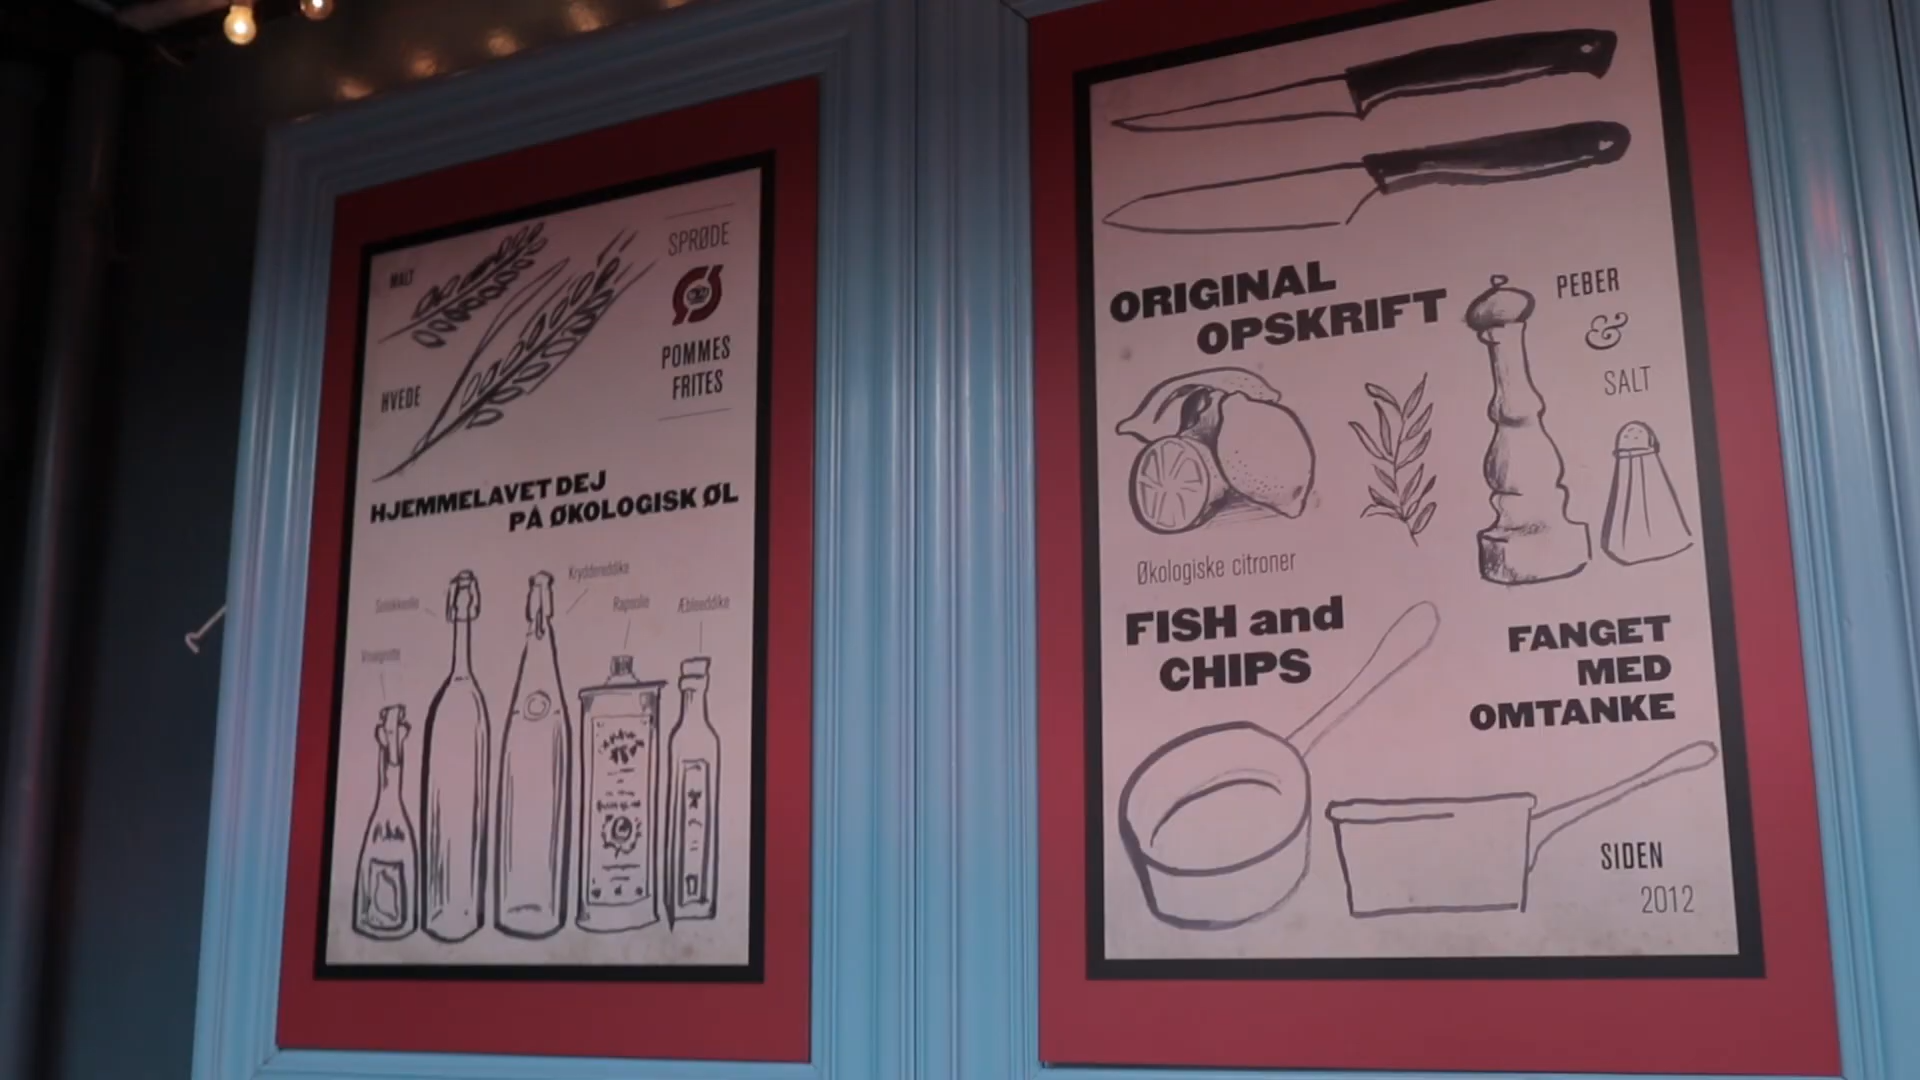 MALT
SPRØDE
Ø
POMMES
FRITES
HVEDE
HJEMMELAVET DEJ
PÅ ØKOLOGISK ØL
Kryddereddike
Rapsolie
Æbleeddike
ORIGINAL
OPSKRIFT
PEBER
&
SALT
Økologiske citroner
FISH and
CHIPS
FANGET
MED
OMTANKE
SIDEN
2012